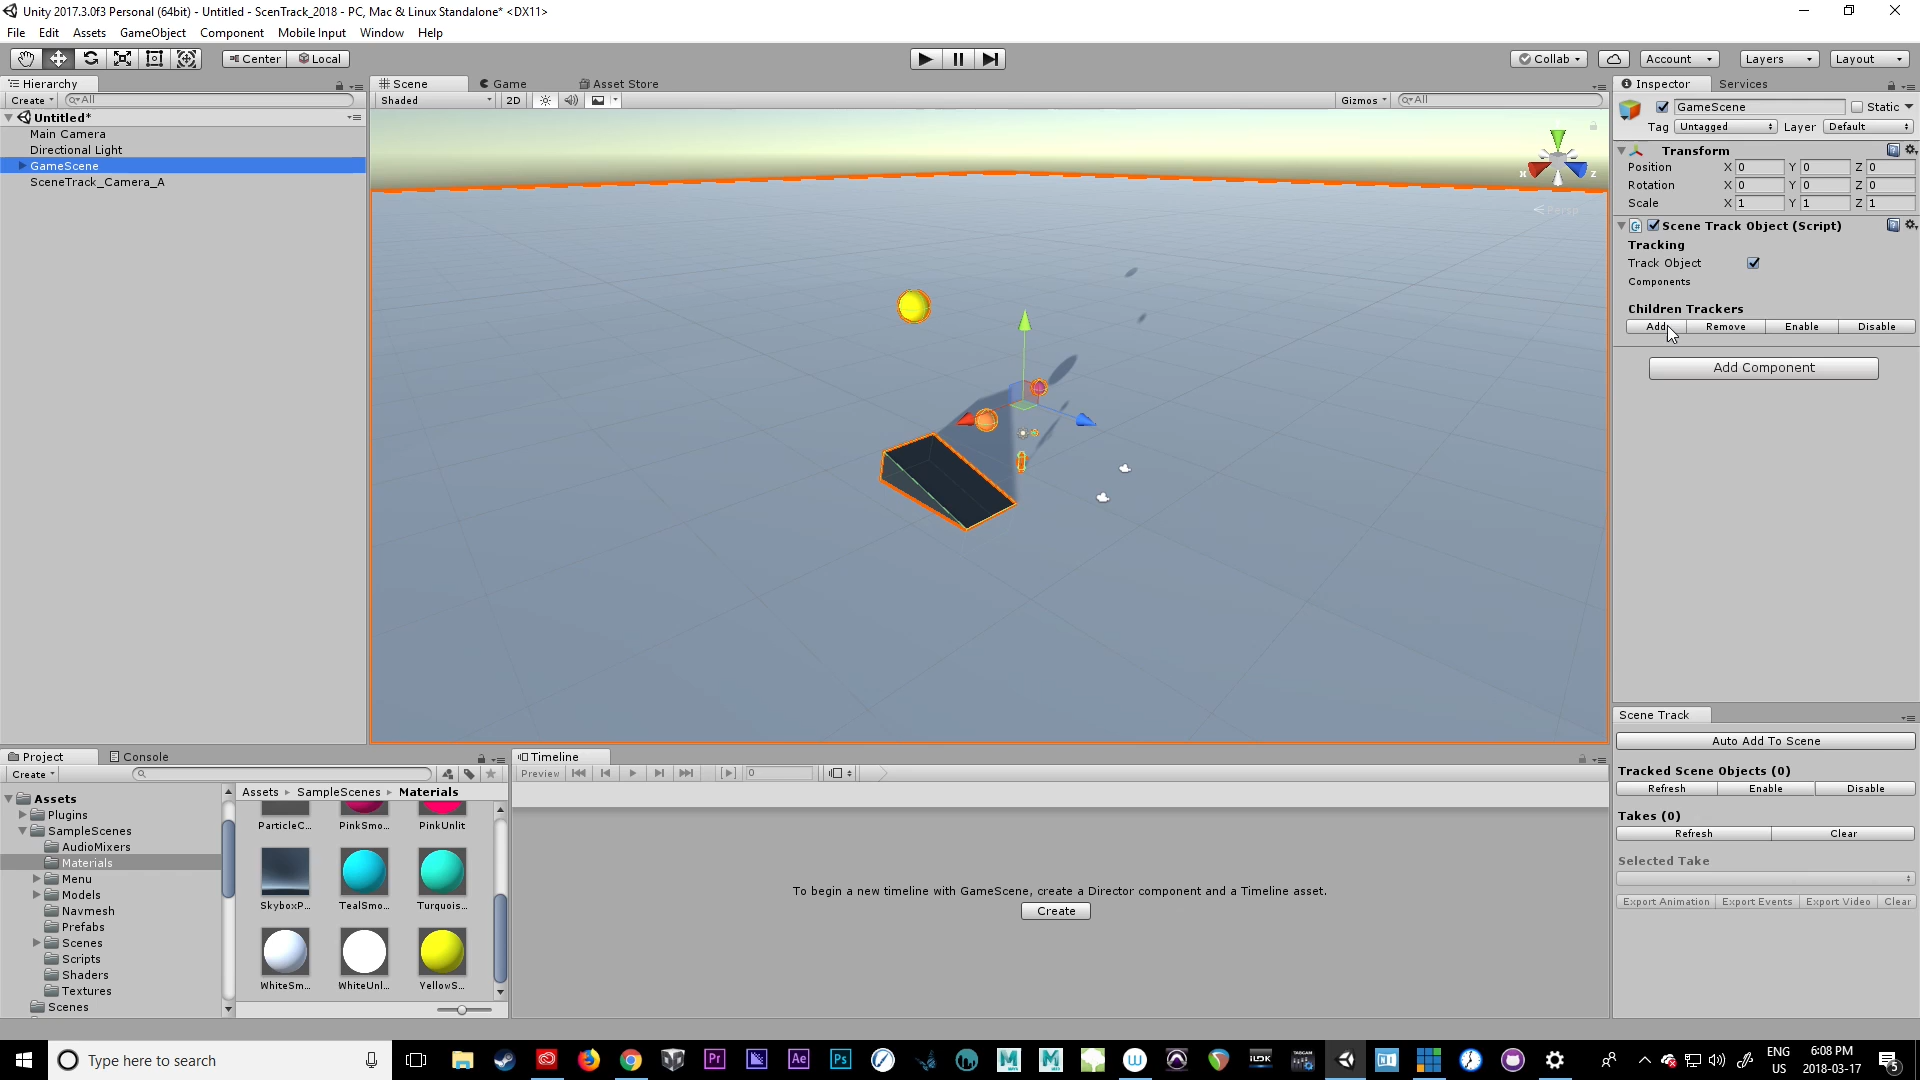 Unity 2017.3.0f3 Personal (64bit) - Untitled - ScenTrack_2018 - PC, Mac & Linux Standalone* <DX11>
File Edit Assets GameObject Component Mobile Input Window Help
Center Local Collab Account Layers Layout
Hierarchy
Create All
Untitled*
Main Camera
Directional Light
GameScene
SceneTrack_Camera_A
Scene Game Asset Store
Shaded 2D Gizmos All
x z
Persp
Inspector Services
GameScene Static
Tag Untagged Layer Default
Transform
Position X 0 Y 0 Z 0
Rotation X 0 Y 0 Z 0
Scale X 1 Y 1 Z 1
Scene Track Object (Script)
Tracking
Track Object
Components
Children Trackers
Add Remove Enable Disable
Add Component
Scene Track
Auto Add To Scene
Tracked Scene Objects (0)
Refresh Enable Disable
Takes (0)
Refresh Clear
Selected Take
Export Animation Export Events Export Video Clear
Project Console
Create
Assets
Plugins
SampleScenes
AudioMixers
Materials
Menu
Models
Navmesh
Prefabs
Scenes
Scripts
Shaders
Textures
Scenes
Assets SampleScenes Materials
ParticleC... PinkSmo... PinkUnlit
SkyboxP... TealSmo... Turquois...
WhiteSm... WhiteUnl... YellowS...
Timeline
Preview 0
To begin a new timeline with GameScene, create a Director component and a Timeline asset.
Create
Type here to search
Pr Ae Ps
ENG
US
6:08 PM
2018-03-17
5